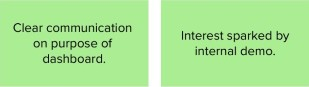 Clear communication
on purpose of
dashboard.
Interest sparked by
internal demo.